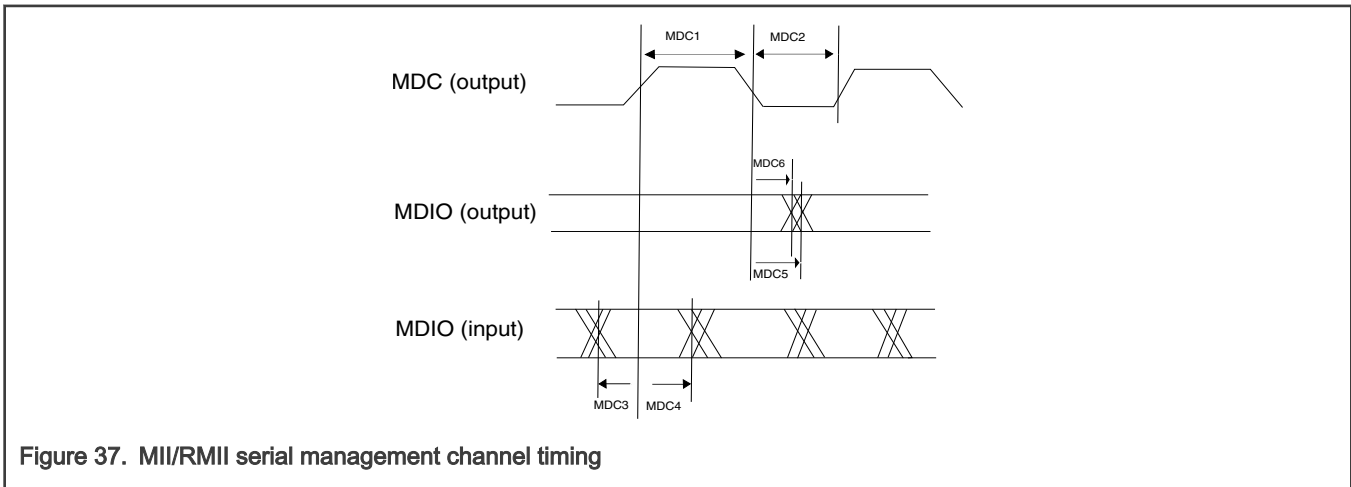 MDC1
MDC2
MDC (output)
MDC6
MDIO (output)
MDC5
MDIO (input)
MDC3
MDC4
Figure 37. MII/RMII serial management channel timing